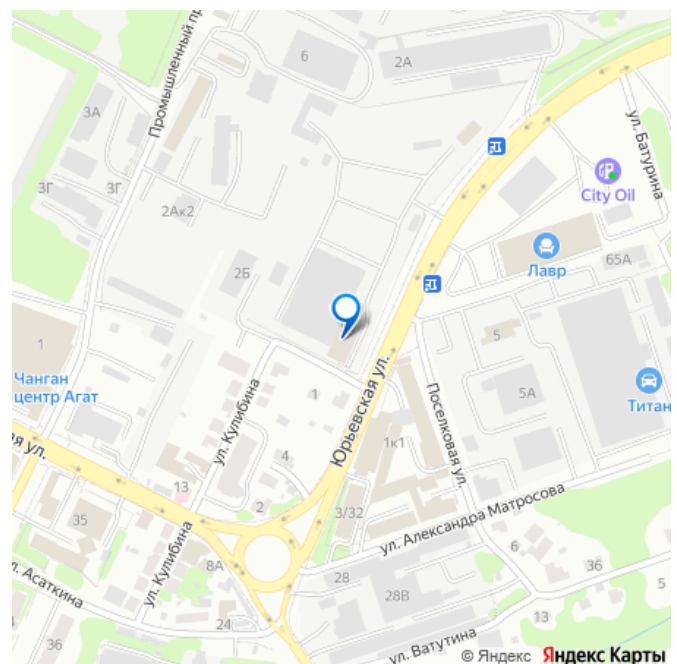 6
2А
Промышленный пр
3А
ул. Батурина
City Oil
3Г
3Г
2Ак2
Лавр
65А
2Б
1
5
Чанган
центр Агат
Юрьевская ул.
1
5А
Титан
ул. Кулибина
Поселковая ул.
ая ул.
4
1к1
13
2
3/32
ул. Александра Матросова
35
ул. Кулибина
8А
6
36
л. Асаткина
28
28В
5
24
13
36
ул. Ватутина
© Яндекс Яндекс Карты